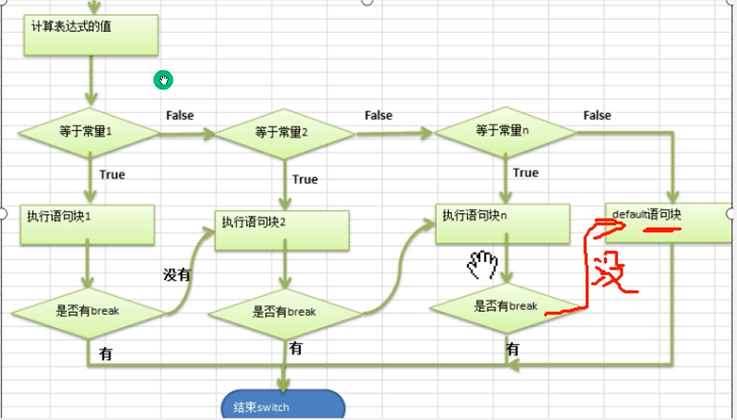 计算表达式的值
False
False
False
等于常量1
等于常量2
等于常量n
True
True
True
执行语句块1
执行语句块2
执行语句块n
default语句块
没有
没
是否有break
是否有break
是否有break
有
有
有
结束switch